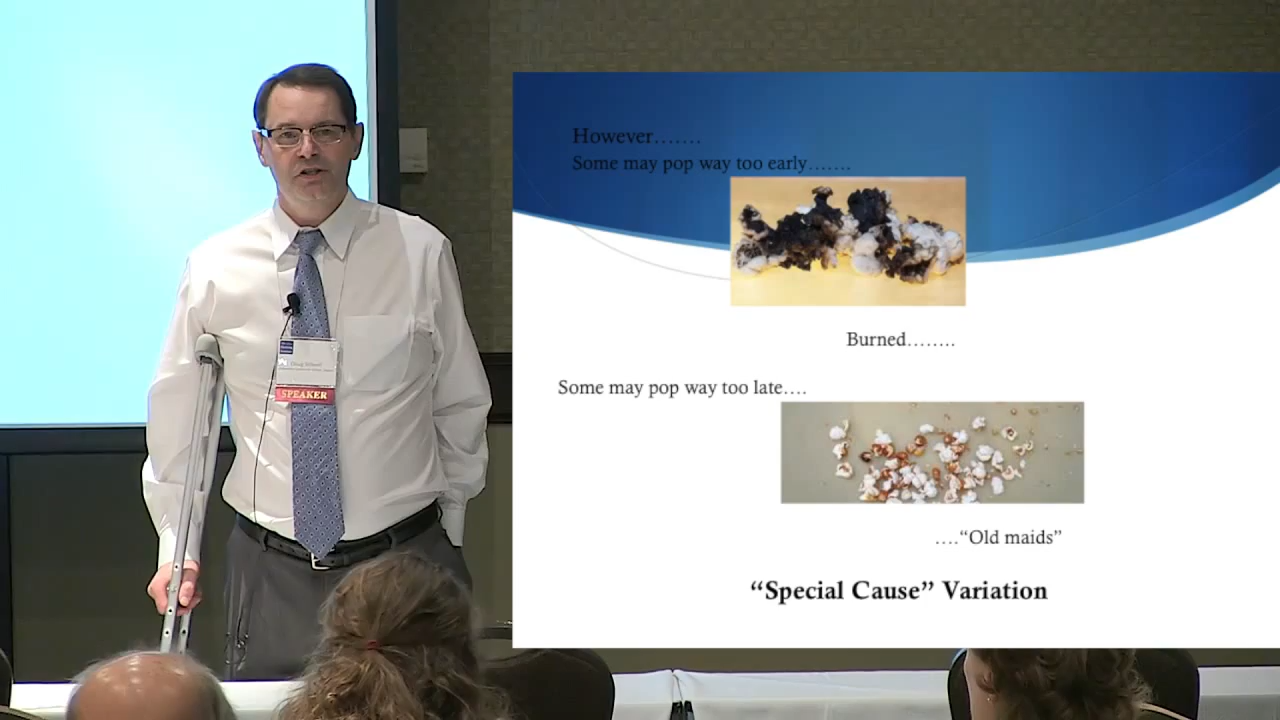 However…….
Some may pop way too early…….
Burned……..
Some may pop way too late….
….“Old maids”
“Special Cause” Variation
Doug
SPEAKER